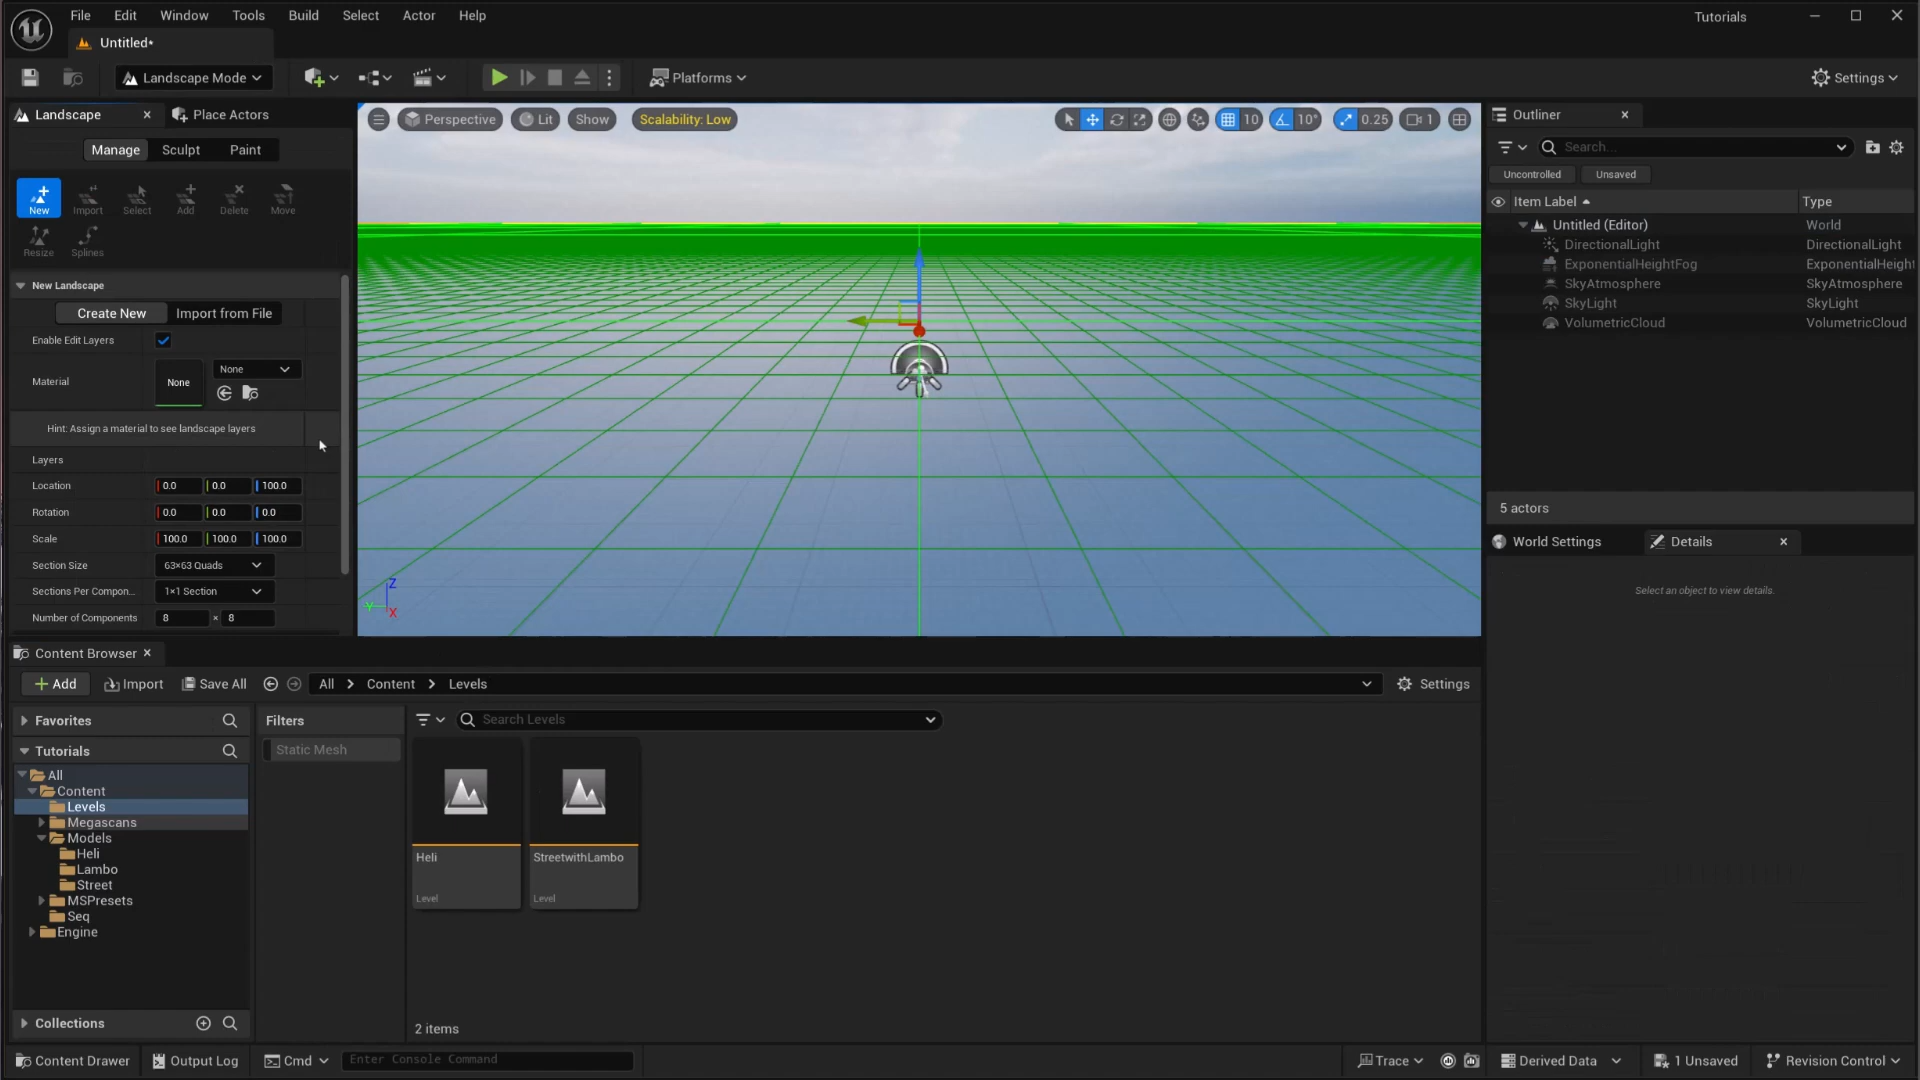 File Edit Window Tools Build Select Actor Help
Tutorials
Untitled*
Landscape Mode
Platforms
Settings
Landscape
Place Actors
Manage Sculpt Paint
New Import Select Add Delete Move
Resize Splines
New Landscape
Create New Import from File
Enable Edit Layers
Material
None
None
Hint: Assign a material to see landscape layers
Layers
Location 0.0 0.0 100.0
Rotation 0.0 0.0 0.0
Scale 100.0 100.0 100.0
Section Size 63×63 Quads
Sections Per Compon... 1×1 Section
Number of Components 8 × 8
Perspective Lit Show Scalability: Low
10 10° 0.25 1
Z
Y
X
Outliner
Search...
Uncontrolled Unsaved
Item Label Type
Untitled (Editor) World
DirectionalLight DirectionalLight
ExponentialHeightFog ExponentialHeight
SkyAtmosphere SkyAtmosphere
SkyLight SkyLight
VolumetricCloud VolumetricCloud
5 actors
World Settings Details
Select an object to view details.
Content Browser
Add Import Save All All Content Levels Settings
Favorites
Tutorials
All
Content
Levels
Megascans
Models
Heli
Lambo
Street
MSPresets
Seq
Engine
Collections
Filters
Static Mesh
Search Levels
Heli
Level
StreetwithLambo
Level
2 items
Content Drawer Output Log Cmd Enter Console Command Trace Derived Data 1 Unsaved Revision Control